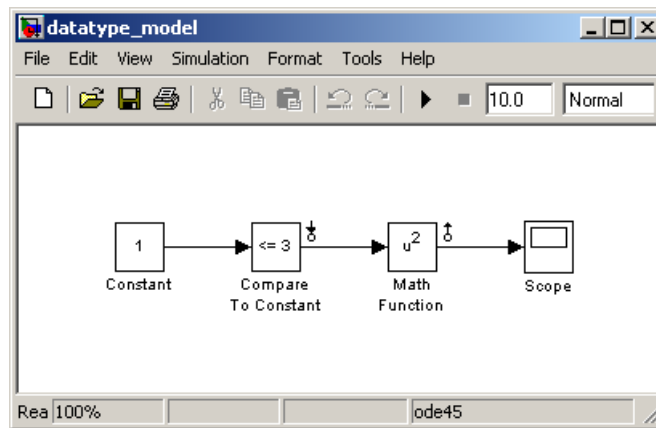 datatype_model
File Edit View Simulation Format Tools Help
10.0 Normal
1 <= 3 u2
Constant Compare Math Scope
To Constant Function
Rea 100% ode45